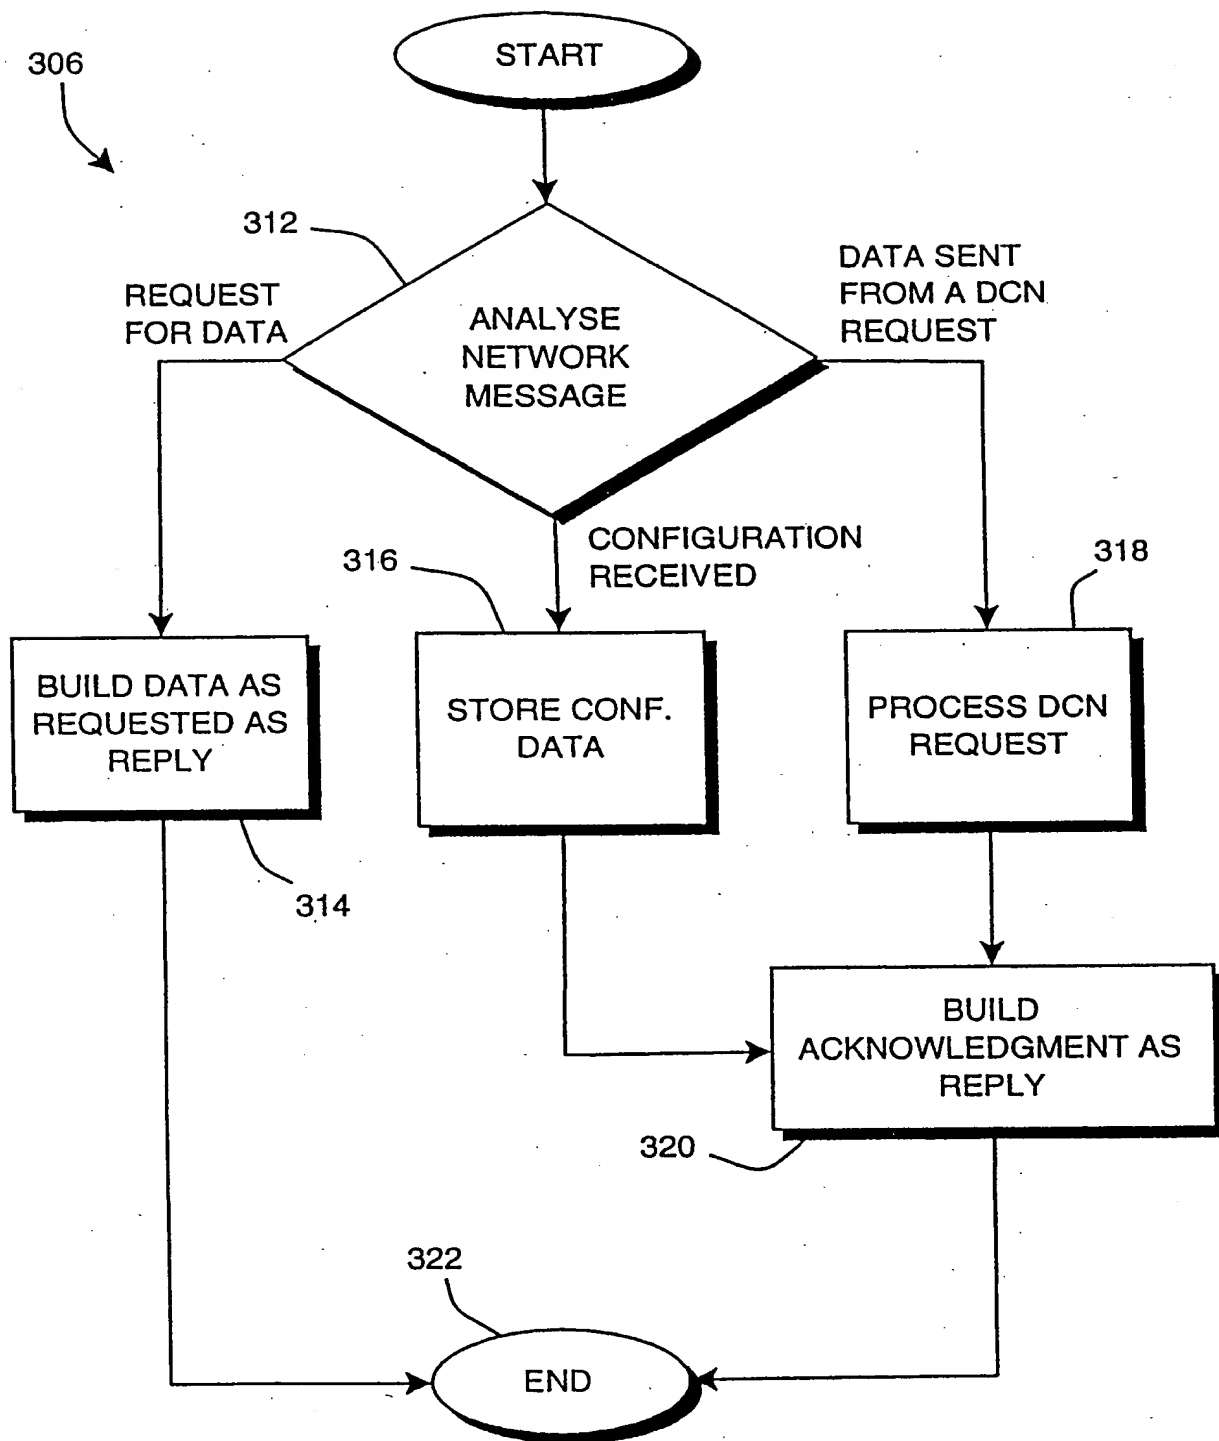 START
306
312
REQUEST
FOR DATA
ANALYSE
NETWORK
MESSAGE
DATA SENT
FROM A DCN
REQUEST
CONFIGURATION
RECEIVED
316
318
BUILD DATA AS
REQUESTED AS
REPLY
STORE CONF.
DATA
PROCESS DCN
REQUEST
314
BUILD
ACKNOWLEDGMENT AS
REPLY
320
322
END